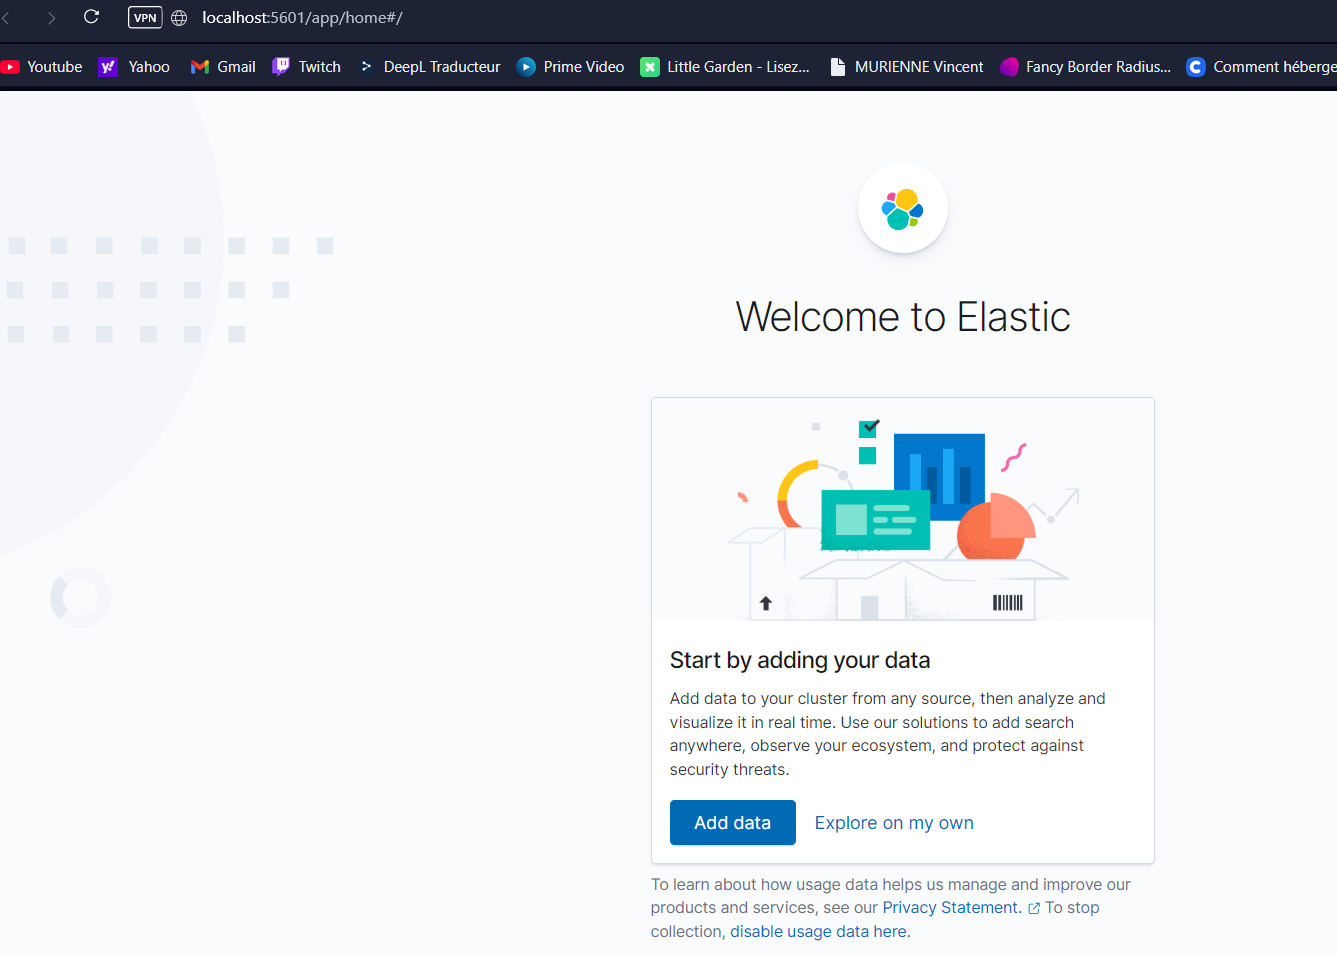 VPN localhost:5601/app/home#/
Youtube Yahoo Gmail Twitch DeepL Traducteur Prime Video Little Garden - Lisez... MURIENNE Vincent Fancy Border Radius... Comment héberge
Welcome to Elastic
Start by adding your data
Add data to your cluster from any source, then analyze and
visualize it in real time. Use our solutions to add search
anywhere, observe your ecosystem, and protect against
security threats.
Add data Explore on my own
To learn about how usage data helps us manage and improve our
products and services, see our Privacy Statement. To stop
collection, disable usage data here.